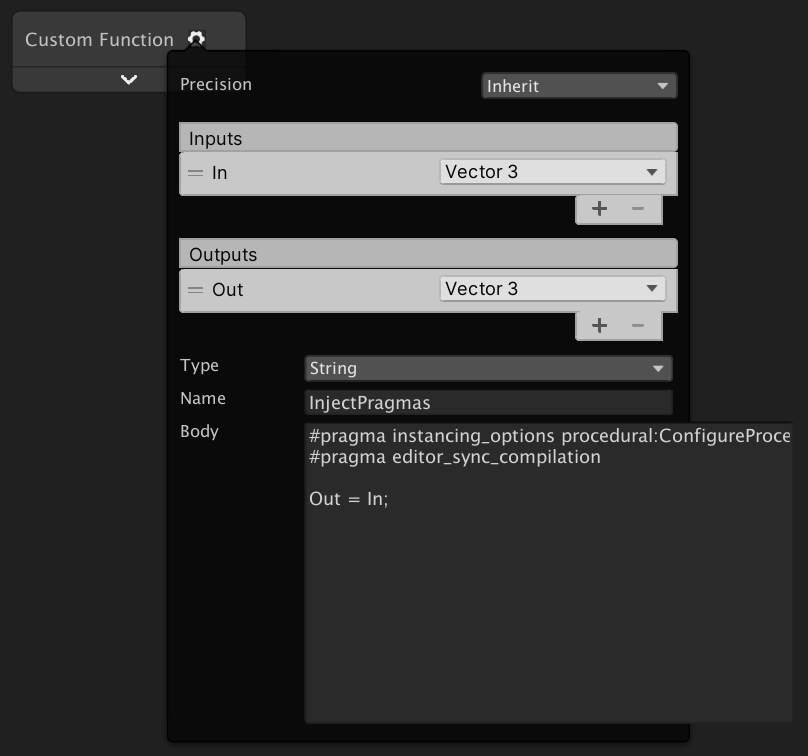 Custom Function
Precision
Inherit
Inputs
In
Vector 3
+ −
Outputs
Out
Vector 3
+ −
Type
String
Name
InjectPragmas
Body
#pragma instancing_options procedural:ConfigureProce
#pragma editor_sync_compilation
Out = In;